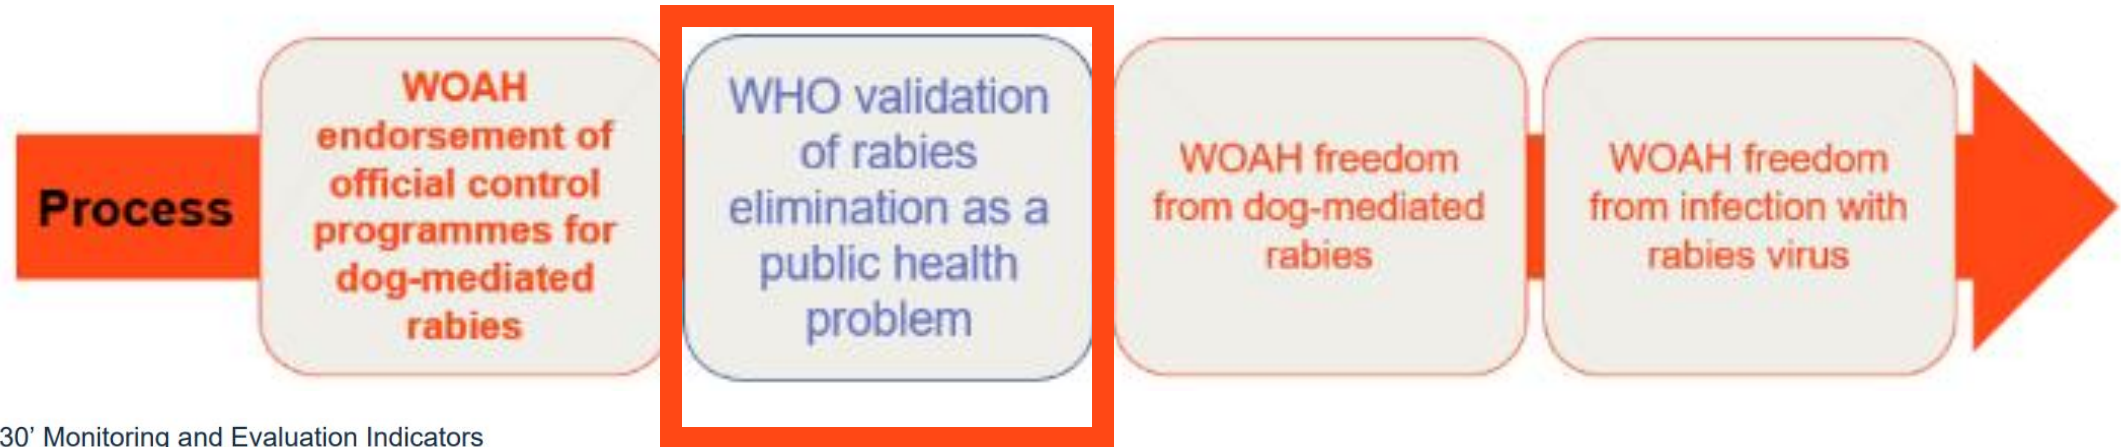 Process
WOAH
endorsement of
official control
programmes for
dog-mediated
rabies
WHO validation
of rabies
elimination as a
public health
problem
WOAH freedom
from dog-mediated
rabies
WOAH freedom
from infection with
rabies virus
30’ Monitoring and Evaluation Indicators